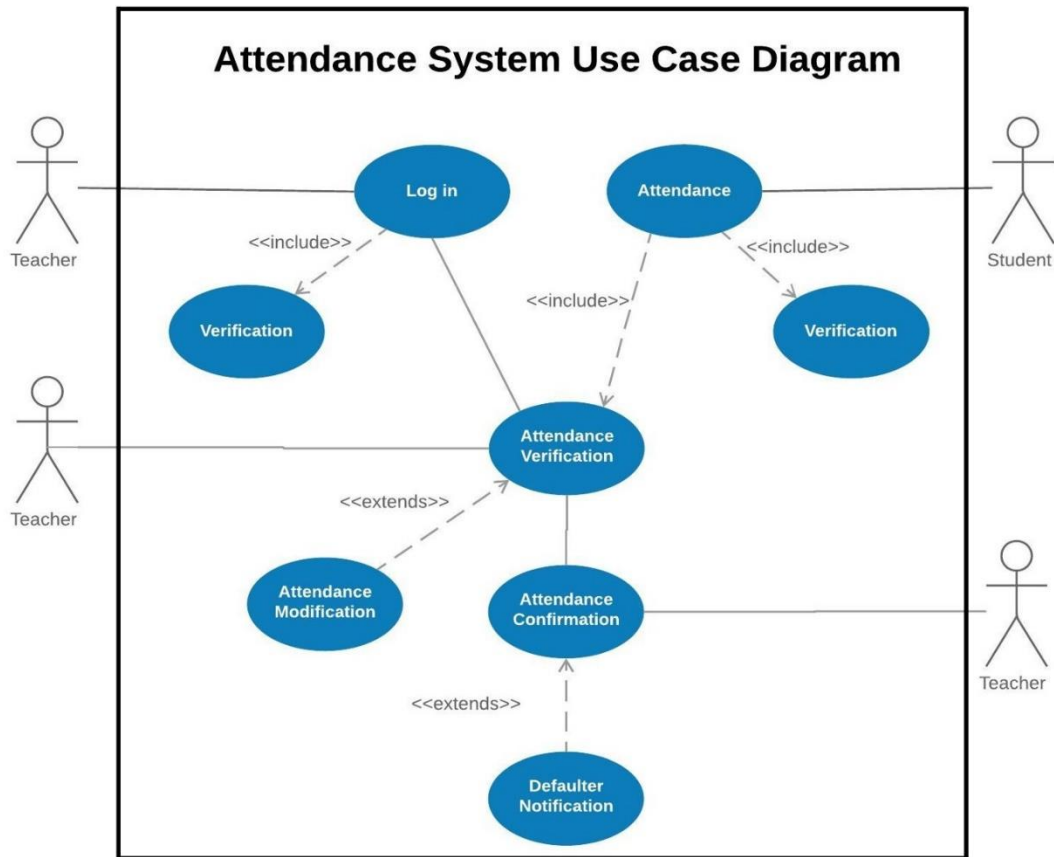 Attendance System Use Case Diagram
Log in
Attendance
<<include>>
<<include>>
Teacher
Student
<<include>>
Verification
Verification
Attendance
Verification
<<extends>>
Teacher
Attendance
Modification
Attendance
Confirmation
Teacher
<<extends>>
Defaulter
Notification